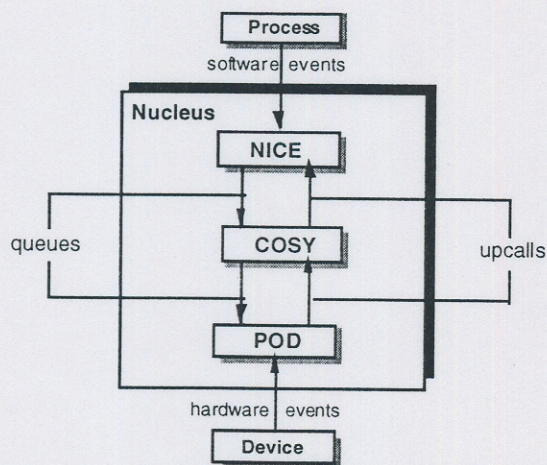 Process
software events
Nucleus
NICE
queues
COSY
upcalls
POD
hardware events
Device